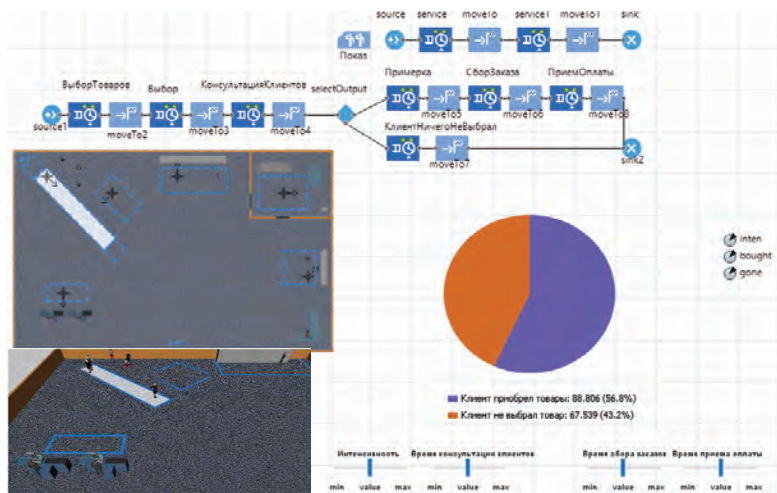 source service moveTo service1 moveTo1 sink
Показ
ВыборТоваров Выбор КонсультацияКлиентов selectOutput Примерка СборЗаказа ПриемОплаты
source1 moveTo2 moveTo3 moveTo4 moveTo5 moveTo6 moveTo8
КлиентНичегоНеВыбрал
moveTo7 sink2
inten
bought
gone
Клиент приобрел товары: 88.806 (56.8%)
Клиент не выбрал товар: 67.539 (43.2%)
Интенсивность Время консультации клиентов Время сбора заказов Время приема оплаты
min value max min value max min value max min value max